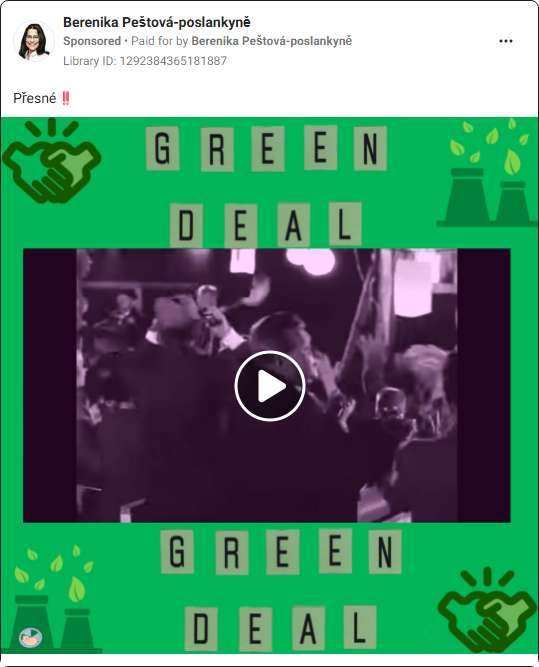 Berenika Peštová-poslankyně
Sponsored • Paid for by Berenika Peštová-poslankyně
Library ID: 1292384365181887
Přesné ‼️
GREEN
DEAL
GREEN
DEAL